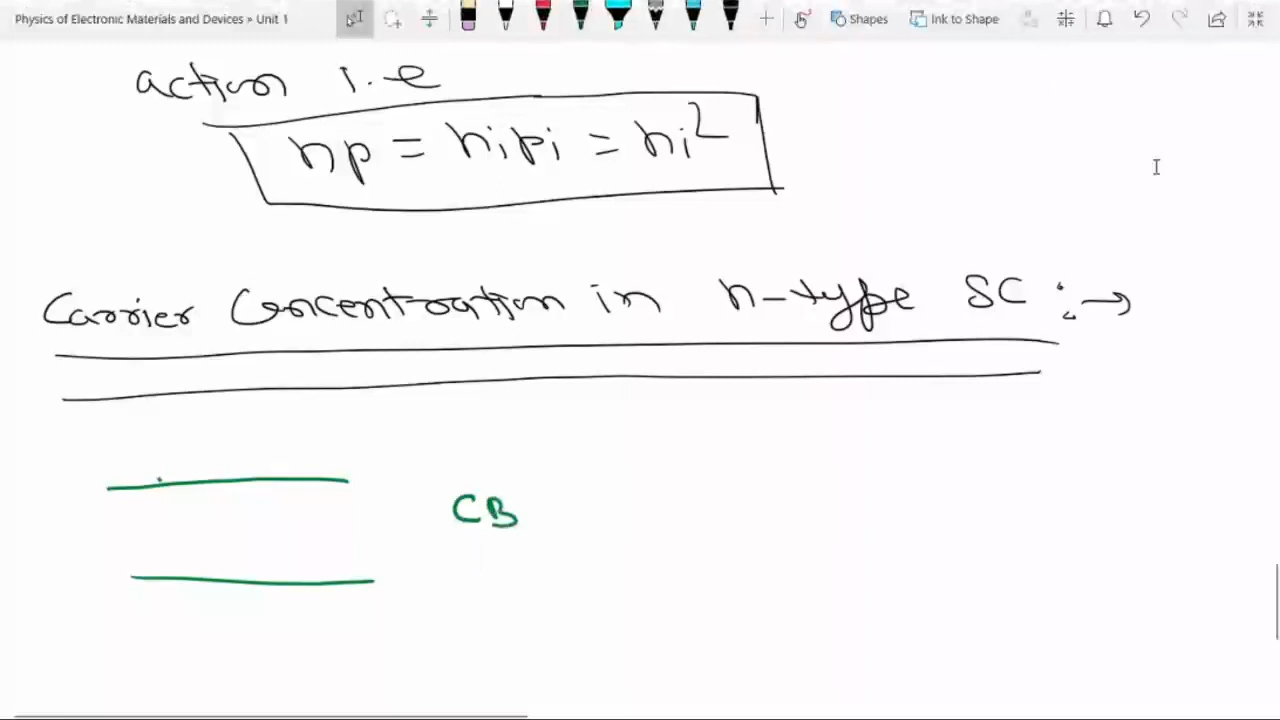 Physics of Electronic Materials and Devices » Unit 1
Shapes
Ink to Shape
action i.e
np = nipi = ni²
Carrier Concentration in n-type SC :→
CB